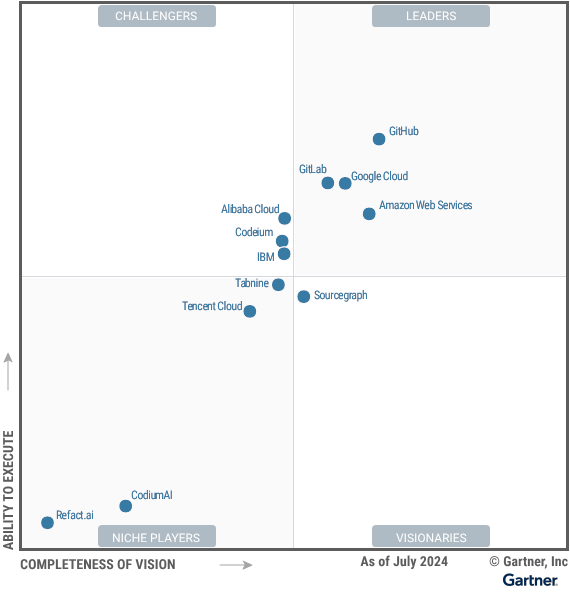 CHALLENGERS
LEADERS
GitHub
GitLab
Google Cloud
Amazon Web Services
Alibaba Cloud
Codeium
IBM
Tabnine
Sourcegraph
Tencent Cloud
CodiumAI
Refact.ai
NICHE PLAYERS
VISIONARIES
ABILITY TO EXECUTE
COMPLETENESS OF VISION
As of July 2024
© Gartner, Inc
Gartner